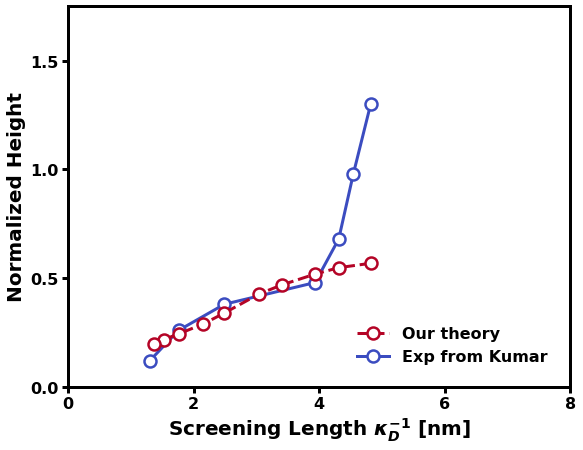 1.5
1.0
0.5
0.0
0 2 4 6 8
Normalized Height
Screening Length κ_D^{-1} [nm]
Our theory
Exp from Kumar